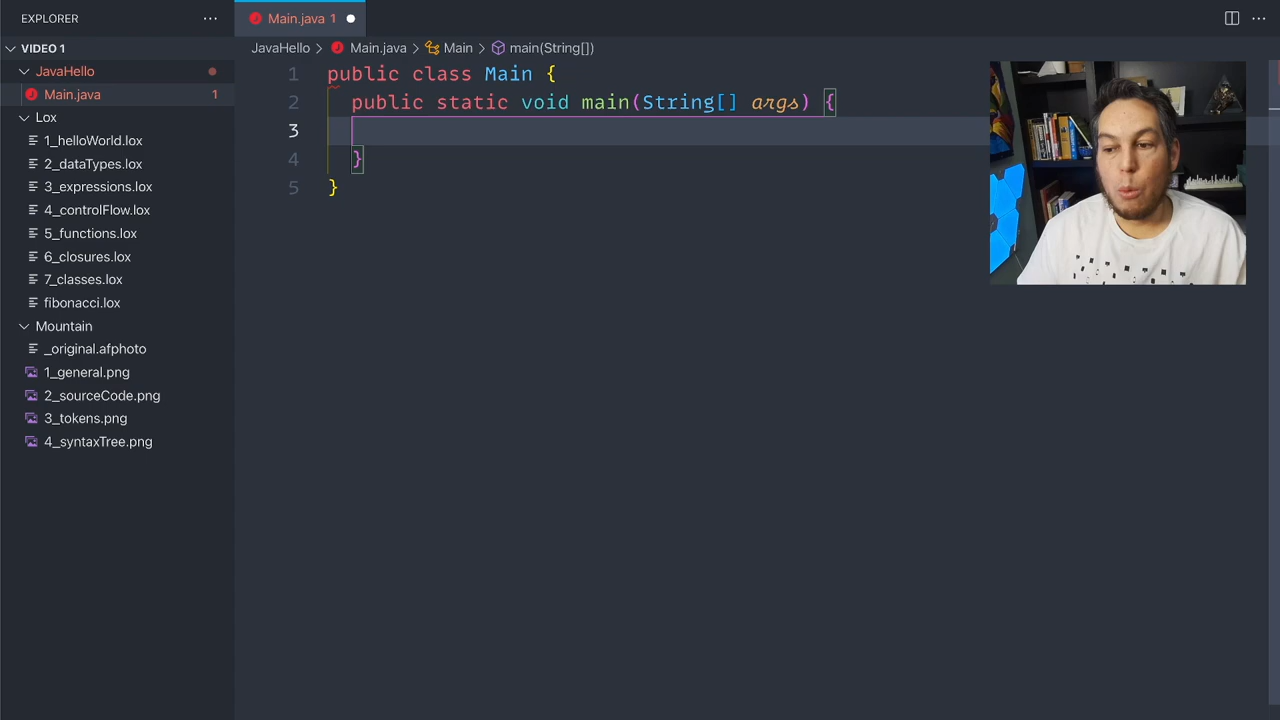 EXPLORER
VIDEO 1
JavaHello
Main.java 1
Lox
1_helloWorld.lox
2_dataTypes.lox
3_expressions.lox
4_controlFlow.lox
5_functions.lox
6_closures.lox
7_classes.lox
fibonacci.lox
Mountain
_original.afphoto
1_general.png
2_sourceCode.png
3_tokens.png
4_syntaxTree.png
Main.java 1
JavaHello > Main.java > Main > main(String[])
1 public class Main {
2 public static void main(String[] args) {
3
4 }
5 }